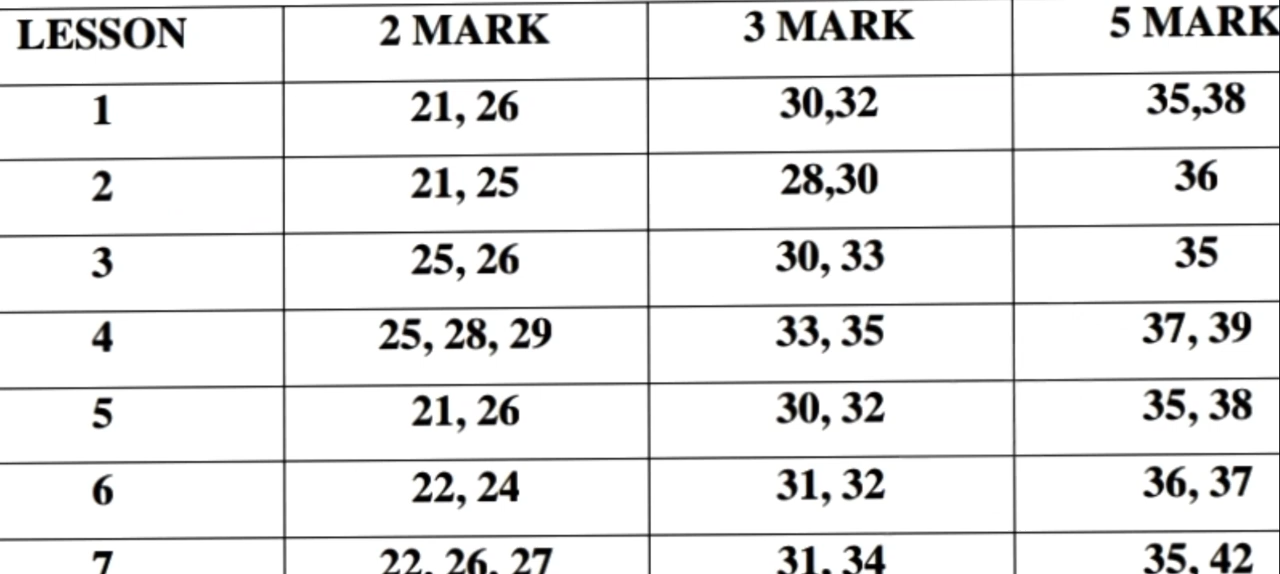 LESSON 2 MARK 3 MARK 5 MARK
1 21, 26 30,32 35,38
2 21, 25 28,30 36
3 25, 26 30, 33 35
4 25, 28, 29 33, 35 37, 39
5 21, 26 30, 32 35, 38
6 22, 24 31, 32 36, 37
7 22, 26, 27 31, 34 35, 42